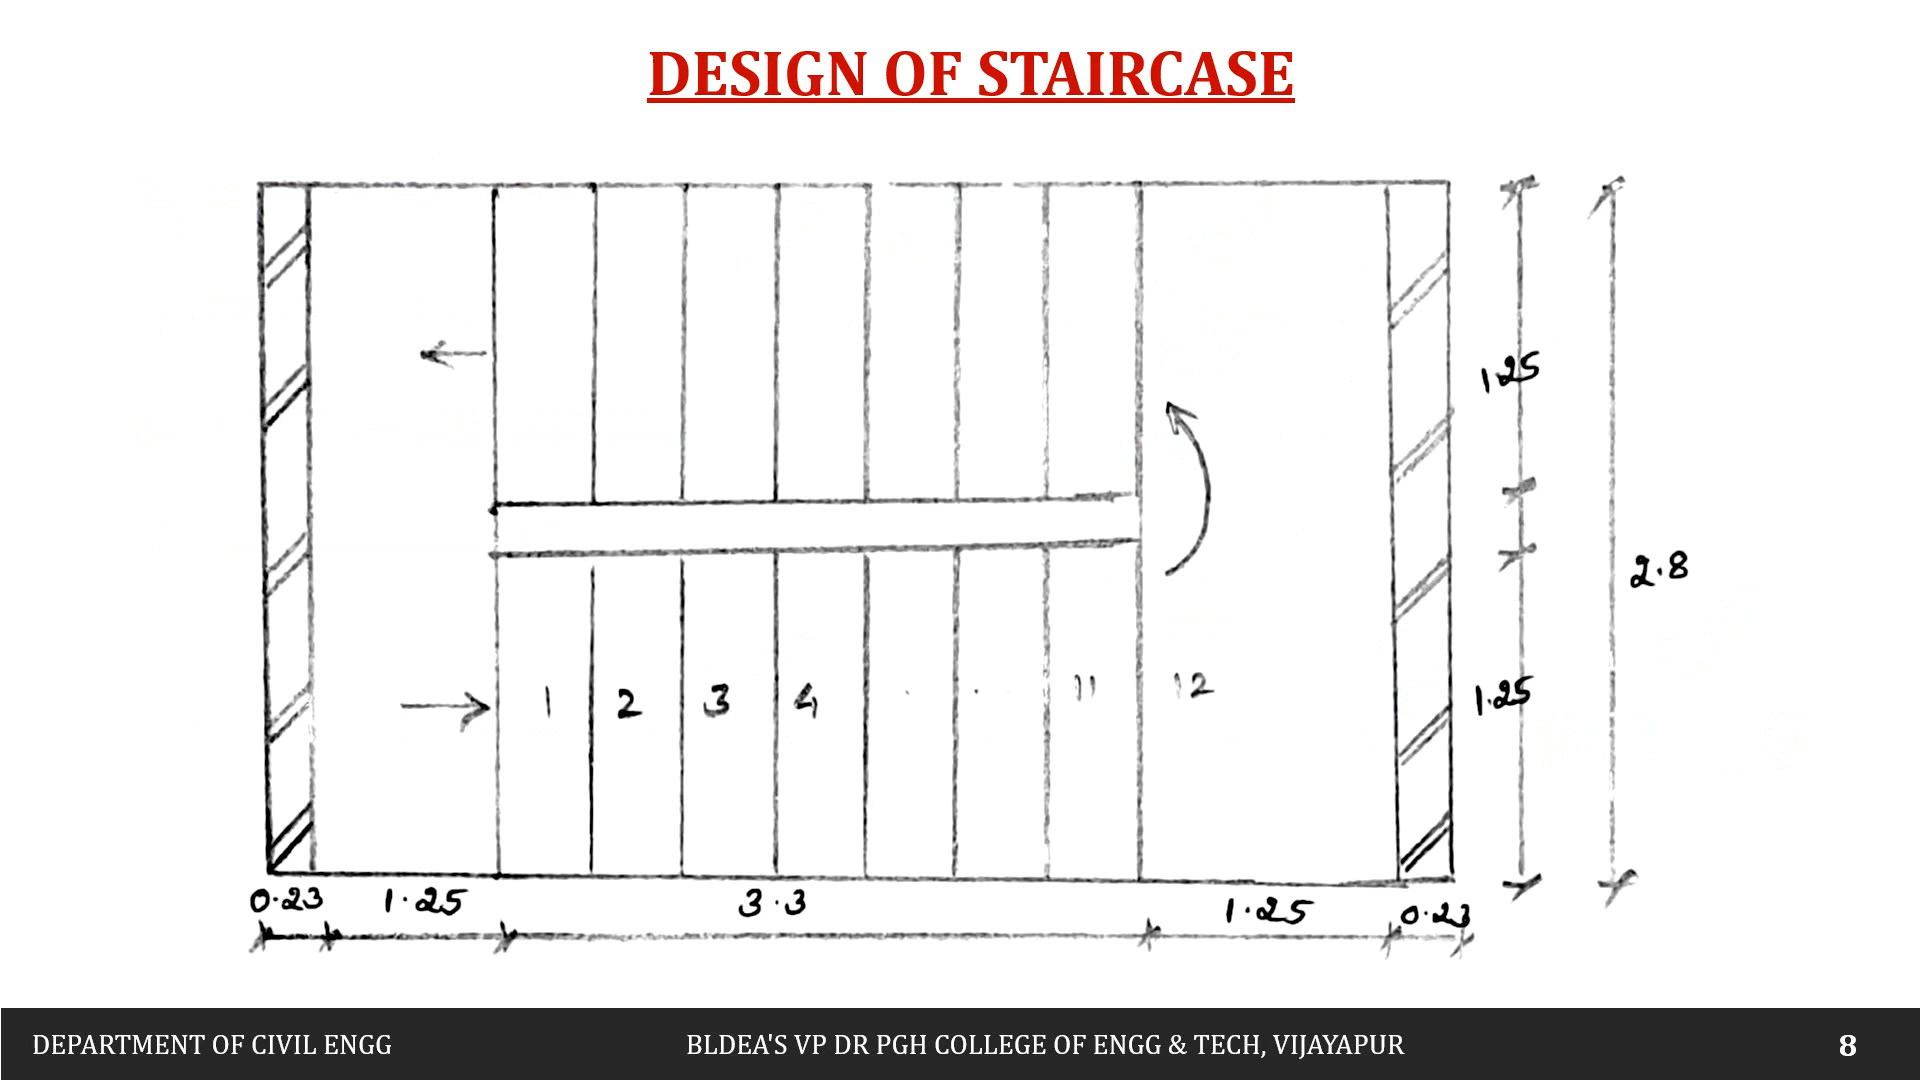 DESIGN OF STAIRCASE
1.25
2.8
1 2 3 4 . . 11 12
1.25
0.23 1.25 3.3 1.25 0.23
DEPARTMENT OF CIVIL ENGG BLDEA'S VP DR PGH COLLEGE OF ENGG & TECH, VIJAYAPUR 8